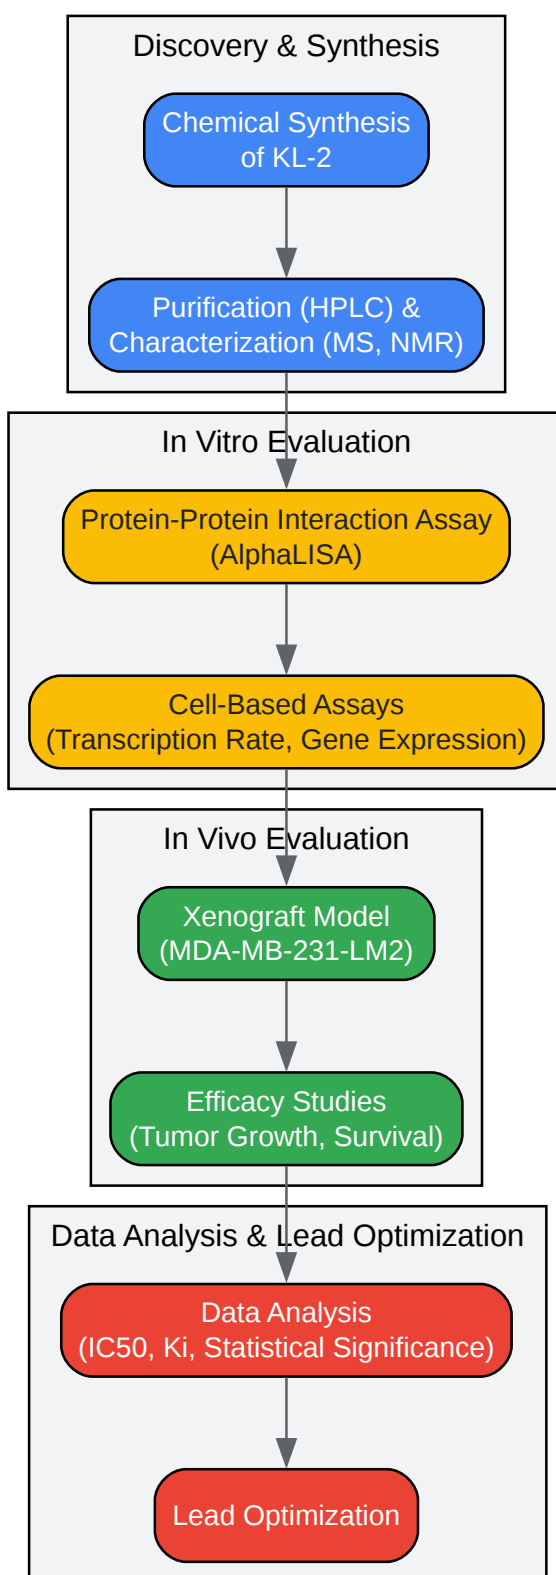 Discovery & Synthesis
Chemical Synthesis
of KL-2
Purification (HPLC) &
Characterization (MS, NMR)
In Vitro Evaluation
Protein-Protein Interaction Assay
(AlphaLISA)
Cell-Based Assays
(Transcription Rate, Gene Expression)
In Vivo Evaluation
Xenograft Model
(MDA-MB-231-LM2)
Efficacy Studies
(Tumor Growth, Survival)
Data Analysis & Lead Optimization
Data Analysis
(IC50, Ki, Statistical Significance)
Lead Optimization